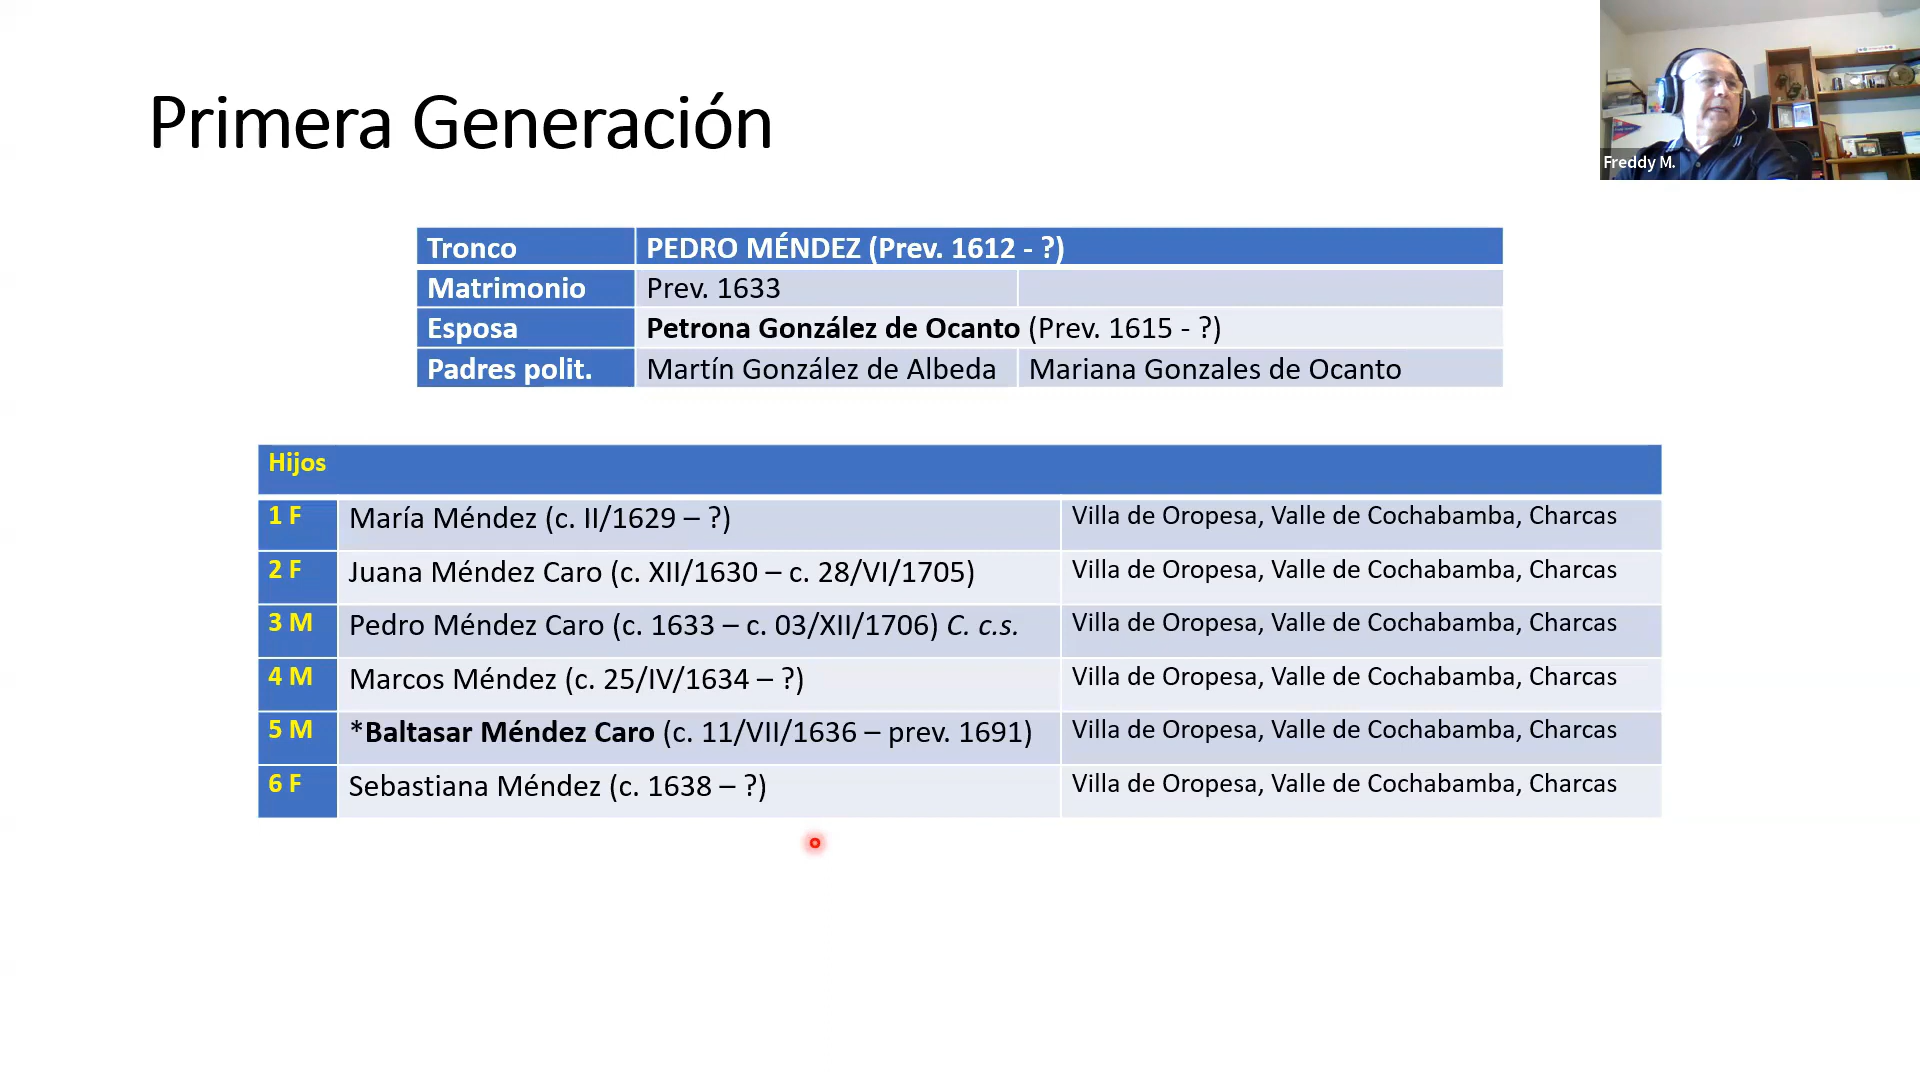 Primera Generación
Freddy M.
Tronco PEDRO MÉNDEZ (Prev. 1612 - ?)
Matrimonio Prev. 1633
Esposa Petrona González de Ocanto (Prev. 1615 - ?)
Padres polit. Martín González de Albeda Mariana Gonzales de Ocanto
Hijos
1 F María Méndez (c. II/1629 – ?) Villa de Oropesa, Valle de Cochabamba, Charcas
2 F Juana Méndez Caro (c. XII/1630 – c. 28/VI/1705) Villa de Oropesa, Valle de Cochabamba, Charcas
3 M Pedro Méndez Caro (c. 1633 – c. 03/XII/1706) C. c.s. Villa de Oropesa, Valle de Cochabamba, Charcas
4 M Marcos Méndez (c. 25/IV/1634 – ?) Villa de Oropesa, Valle de Cochabamba, Charcas
5 M *Baltasar Méndez Caro (c. 11/VII/1636 – prev. 1691) Villa de Oropesa, Valle de Cochabamba, Charcas
6 F Sebastiana Méndez (c. 1638 – ?) Villa de Oropesa, Valle de Cochabamba, Charcas